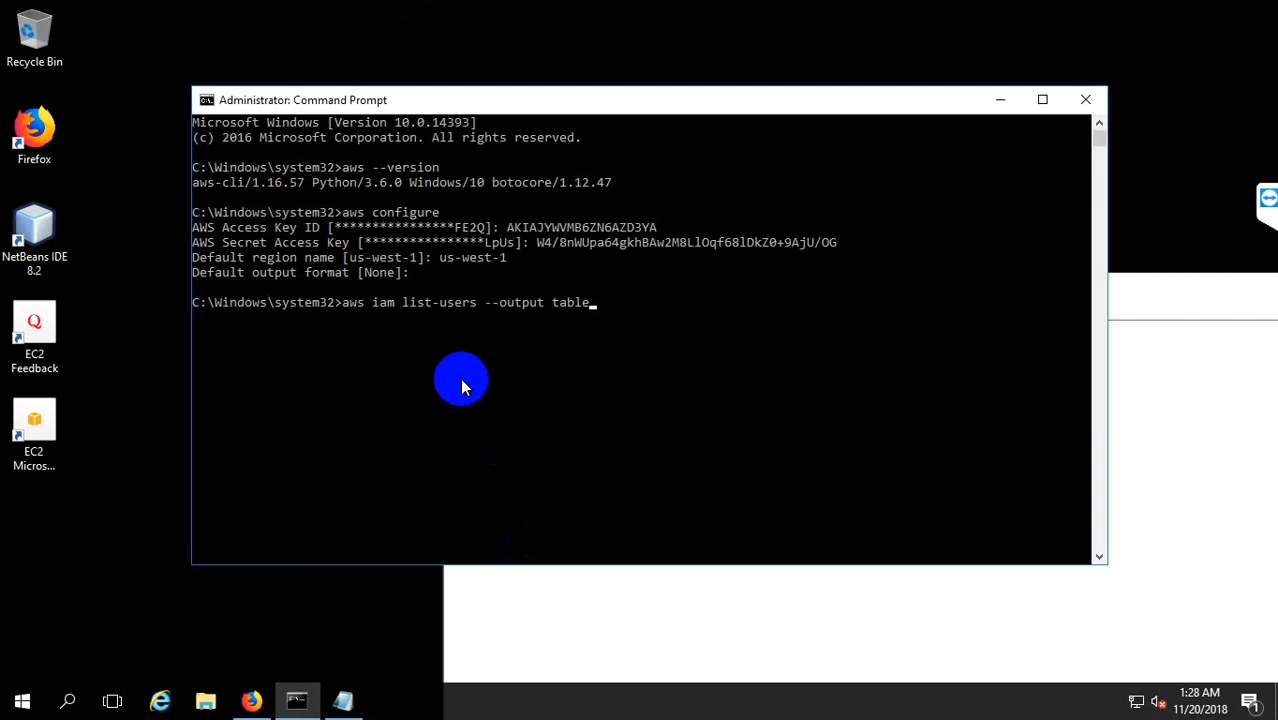 Recycle Bin
Firefox
NetBeans IDE
8.2
EC2
Feedback
EC2
Micros...
Administrator: Command Prompt
Microsoft Windows [Version 10.0.14393]
(c) 2016 Microsoft Corporation. All rights reserved.
C:\Windows\system32>aws --version
aws-cli/1.16.57 Python/3.6.0 Windows/10 botocore/1.12.47
C:\Windows\system32>aws configure
AWS Access Key ID [****************FE2Q]: AKIAJYWVMB6ZN6AZD3YA
AWS Secret Access Key [****************LpUs]: 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
Default region name [us-west-1]: us-west-1
Default output format [None]:
C:\Windows\system32>aws iam list-users --output table
1:28 AM
11/20/2018
1